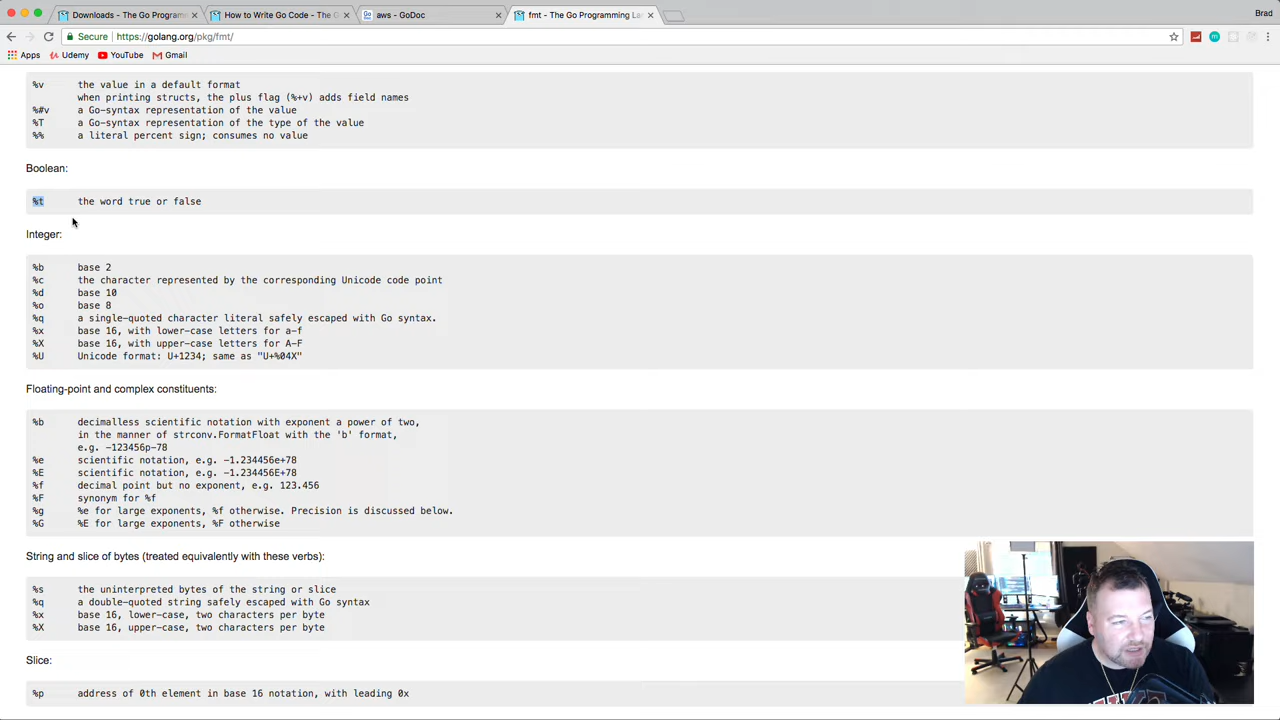 Downloads - The Go Programm
How to Write Go Code - The G
aws - GoDoc
fmt - The Go Programming La
Brad
Secure
https://golang.org/pkg/fmt/
Apps
Udemy
YouTube
Gmail
%v the value in a default format
when printing structs, the plus flag (%+v) adds field names
%#v a Go-syntax representation of the value
%T a Go-syntax representation of the type of the value
%% a literal percent sign; consumes no value
Boolean:
%t the word true or false
Integer:
%b base 2
%c the character represented by the corresponding Unicode code point
%d base 10
%o base 8
%q a single-quoted character literal safely escaped with Go syntax.
%x base 16, with lower-case letters for a-f
%X base 16, with upper-case letters for A-F
%U Unicode format: U+1234; same as "U+%04X"
Floating-point and complex constituents:
%b decimalless scientific notation with exponent a power of two,
in the manner of strconv.FormatFloat with the 'b' format,
e.g. -123456p-78
%e scientific notation, e.g. -1.234456e+78
%E scientific notation, e.g. -1.234456E+78
%f decimal point but no exponent, e.g. 123.456
%F synonym for %f
%g %e for large exponents, %f otherwise. Precision is discussed below.
%G %E for large exponents, %F otherwise
String and slice of bytes (treated equivalently with these verbs):
%s the uninterpreted bytes of the string or slice
%q a double-quoted string safely escaped with Go syntax
%x base 16, lower-case, two characters per byte
%X base 16, upper-case, two characters per byte
Slice:
%p address of 0th element in base 16 notation, with leading 0x